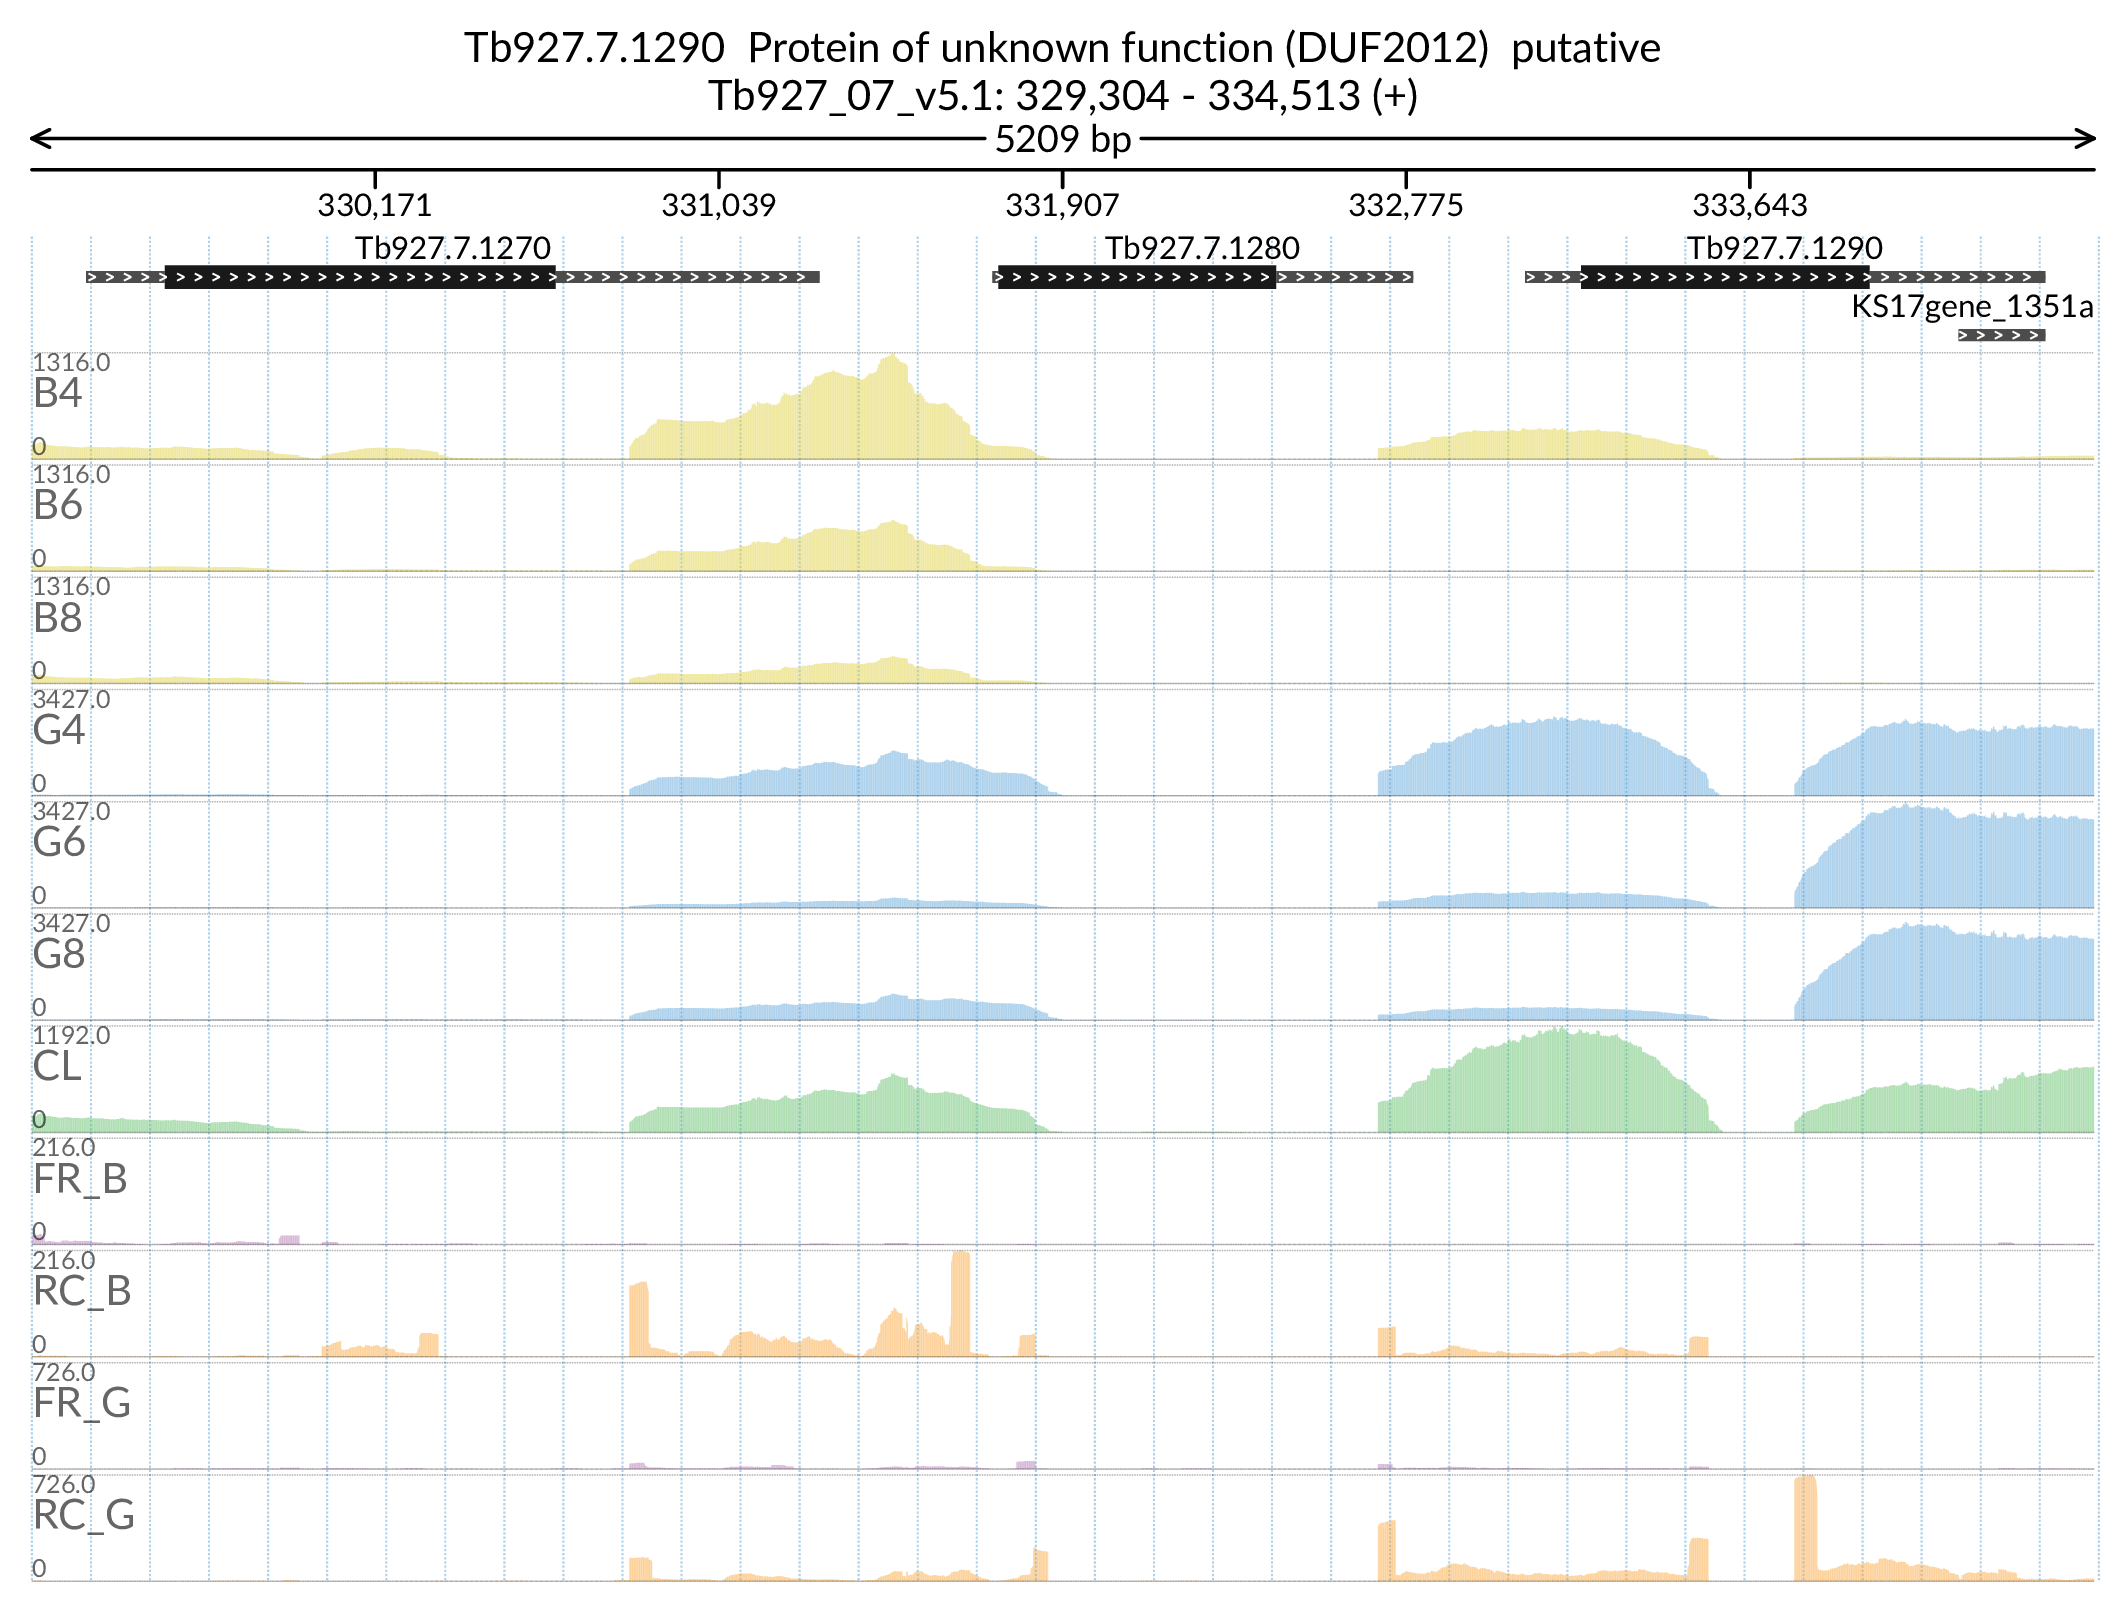 Tb927.7.1290  Protein of unknown function (DUF2012)  putative
Tb927_07_v5.1: 329,304 - 334,513 (+)
5209 bp
330,171 331,039 331,907 332,775 333,643
Tb927.7.1270 Tb927.7.1280 Tb927.7.1290
KS17gene_1351a
1316.0
B4
0
1316.0
B6
0
1316.0
B8
0
3427.0
G4
0
3427.0
G6
0
3427.0
G8
0
1192.0
CL
0
216.0
FR_B
0
216.0
RC_B
0
726.0
FR_G
0
726.0
RC_G
0